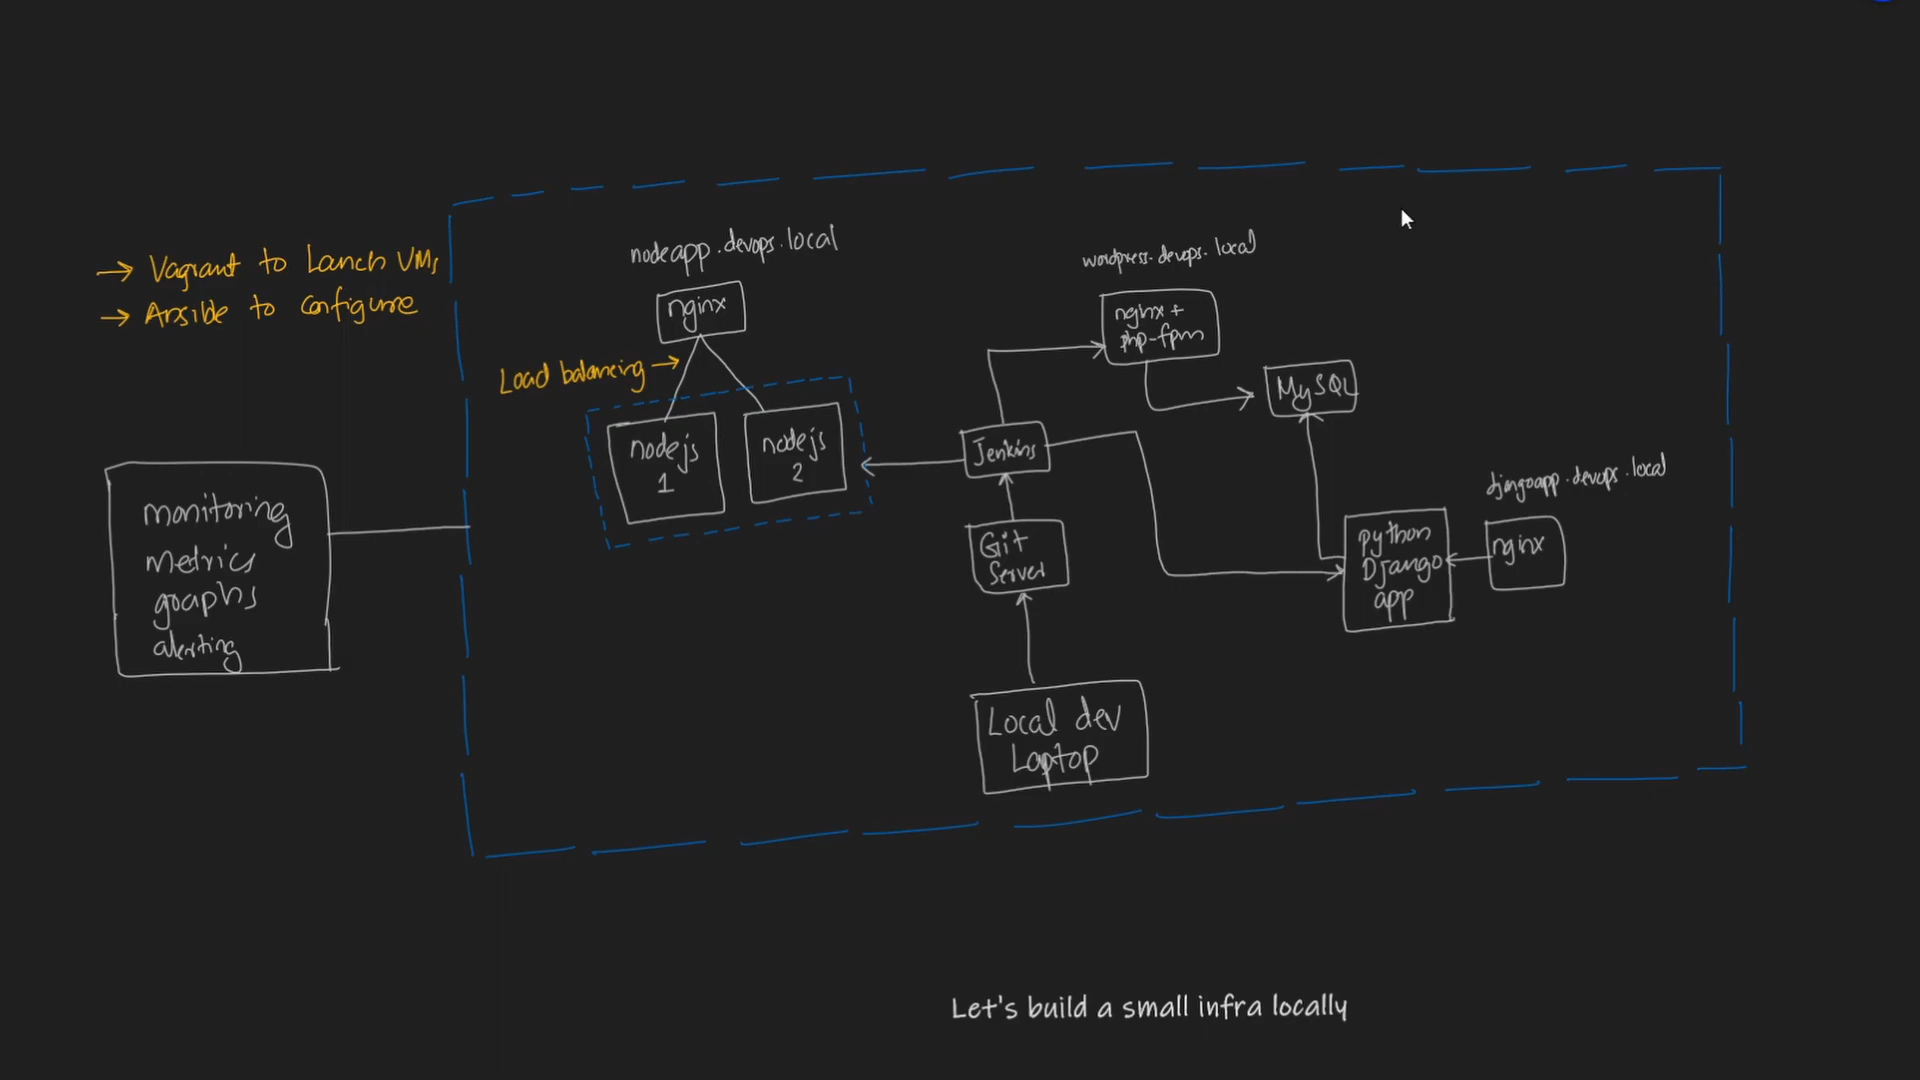 → Vagrant to Lanch VMs
→ Ansible to configure
nodeapp.devops.local
nginx
Load balancing →
nodejs
1
nodejs
2
wordpress.devops.local
nginx +
php-fpm
MySQL
Jenkins
Git
Server
Local dev
Laptop
djangoapp.devops.local
python
Django
app
nginx
monitoring
metrics
graphs
alerting
Let's build a small infra locally